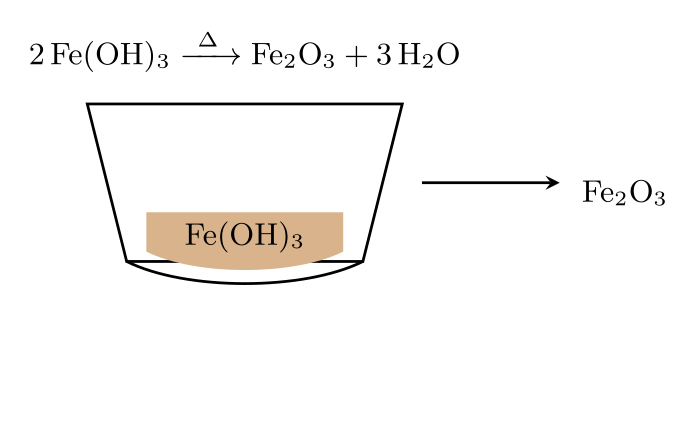 2 Fe(OH)₃ —Δ→ Fe₂O₃ + 3 H₂O
Fe(OH)₃
Fe₂O₃